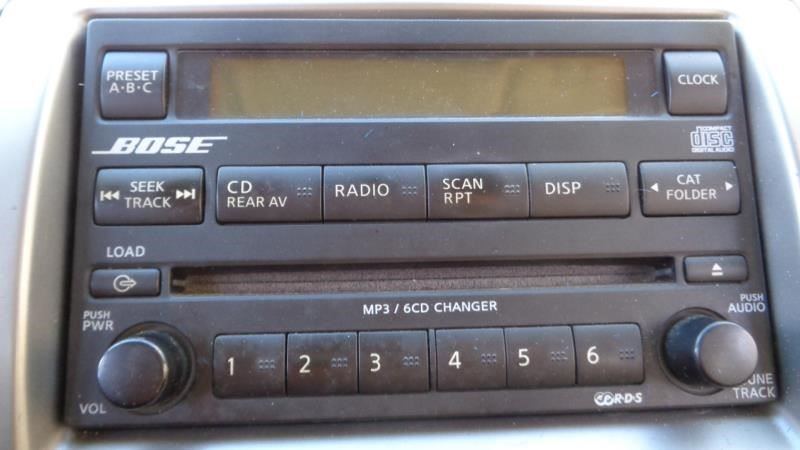 PRESET
A·B·C
CLOCK
BOSE
COMPACT
disc
DIGITAL AUDIO
SEEK
TRACK
CD
REAR AV
RADIO
SCAN
RPT
DISP
CAT
FOLDER
LOAD
MP3 / 6CD CHANGER
PUSH
PWR
VOL
1
2
3
4
5
6
PUSH
AUDIO
TUNE
TRACK
R·D·S